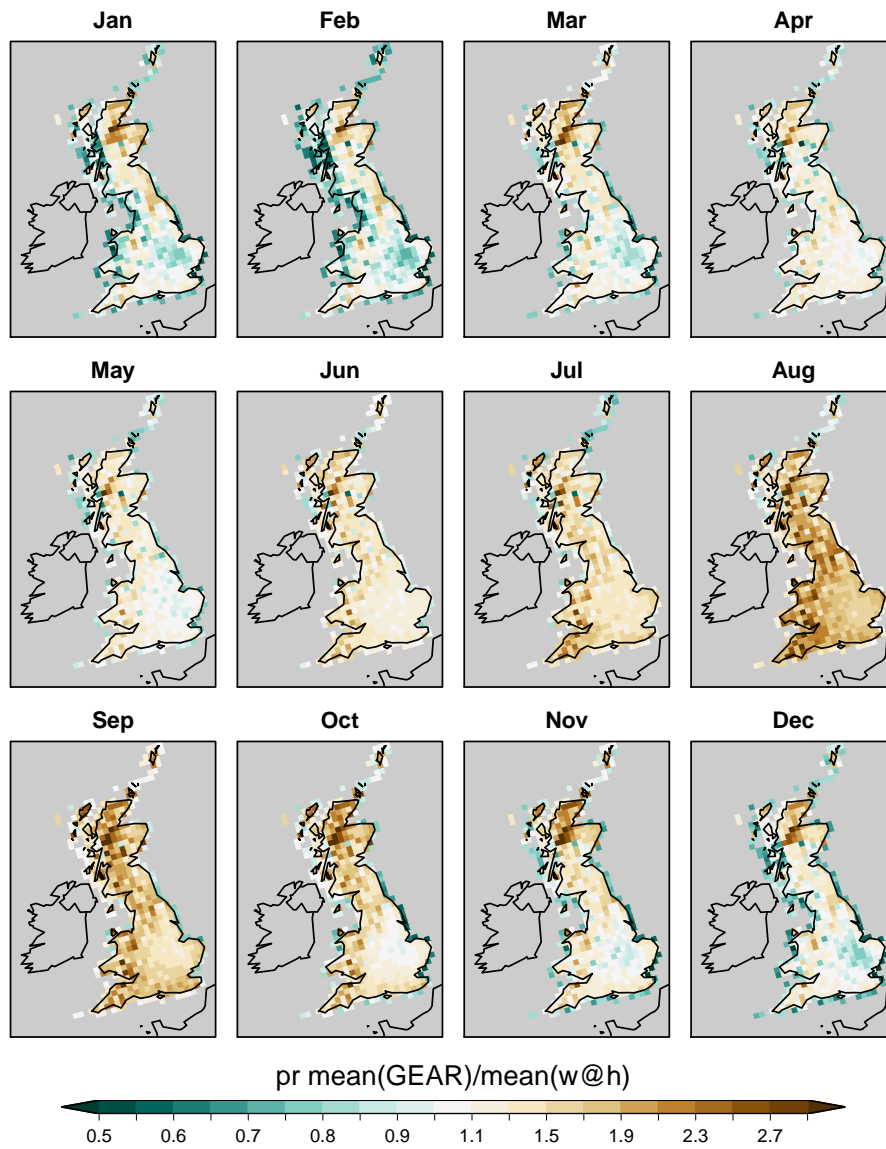 Jan Feb Mar Apr
May Jun Jul Aug
Sep Oct Nov Dec
pr mean(GEAR)/mean(w@h)
0.5 0.6 0.7 0.8 0.9 1.1 1.5 1.9 2.3 2.7